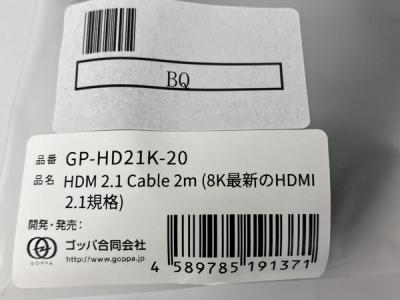 BQ
品番 GP-HD21K-20
品名 HDM 2.1 Cable 2m (8K最新のHDMI
2.1規格)
開発・発売：
GOPPA ゴッパ合同会社
http://www.goppa.jp/
4 589785 191371